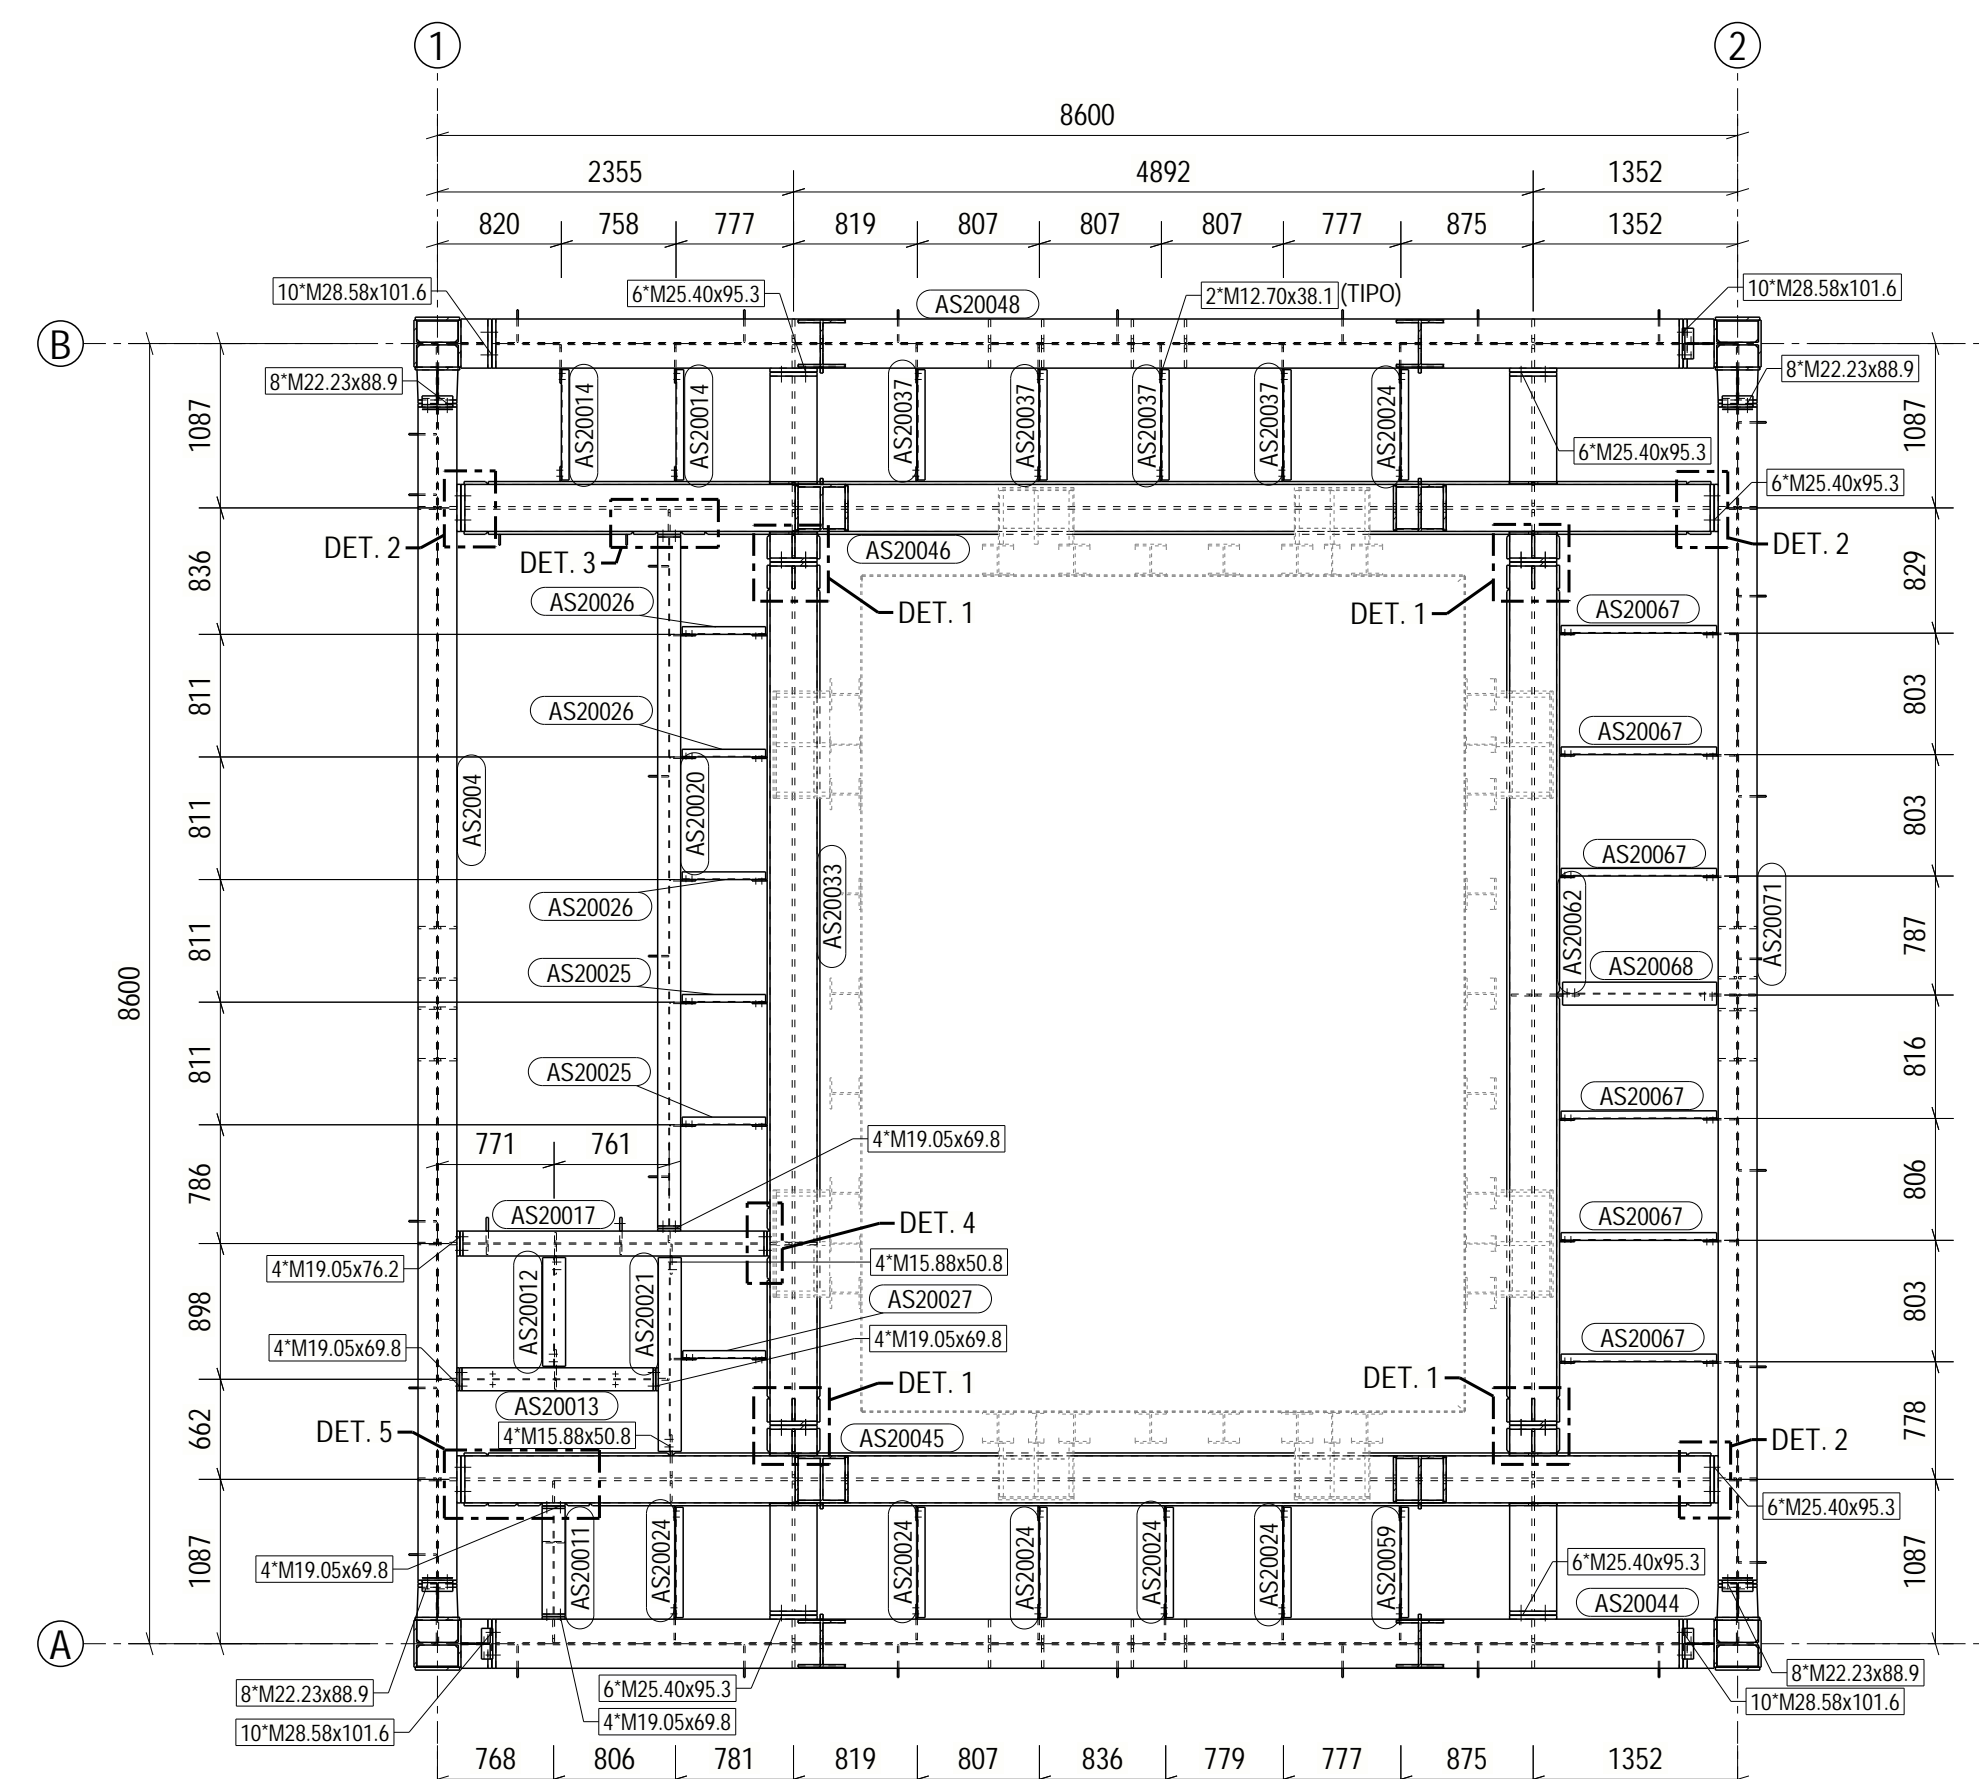 1
2
8600
2355
4892
1352
820
758
777
819
807
807
807
777
875
1352
10*M28.58x101.6
6*M25.40x95.3
AS20048
2*M12.70x38.1 (TIPO)
10*M28.58x101.6
B
8*M22.23x88.9
8*M22.23x88.9
1087
AS20014
AS20014
AS20037
AS20037
AS20037
AS20037
AS20024
1087
6*M25.40x95.3
6*M25.40x95.3
DET. 2
DET. 3
AS20046
DET. 2
836
829
AS20026
DET. 1
DET. 1
AS20067
811
AS20026
803
AS20067
811
AS2004
AS20020
803
AS20067
AS20033
AS20026
811
787
AS20062
AS20071
8600
AS20025
AS20068
811
816
AS20025
AS20067
771
761
4*M19.05x69.8
786
806
AS20017
DET. 4
AS20067
4*M19.05x76.2
4*M15.88x50.8
AS20012
AS20021
AS20027
898
803
4*M19.05x69.8
4*M19.05x69.8
AS20067
DET. 1
DET. 1
AS20013
DET. 5
4*M15.88x50.8
AS20045
DET. 2
662
778
6*M25.40x95.3
1087
4*M19.05x69.8
AS20011
AS20024
AS20024
AS20024
AS20024
AS20024
AS20059
6*M25.40x95.3
1087
AS20044
A
8*M22.23x88.9
6*M25.40x95.3
8*M22.23x88.9
10*M28.58x101.6
4*M19.05x69.8
10*M28.58x101.6
768
806
781
819
807
836
779
777
875
1352